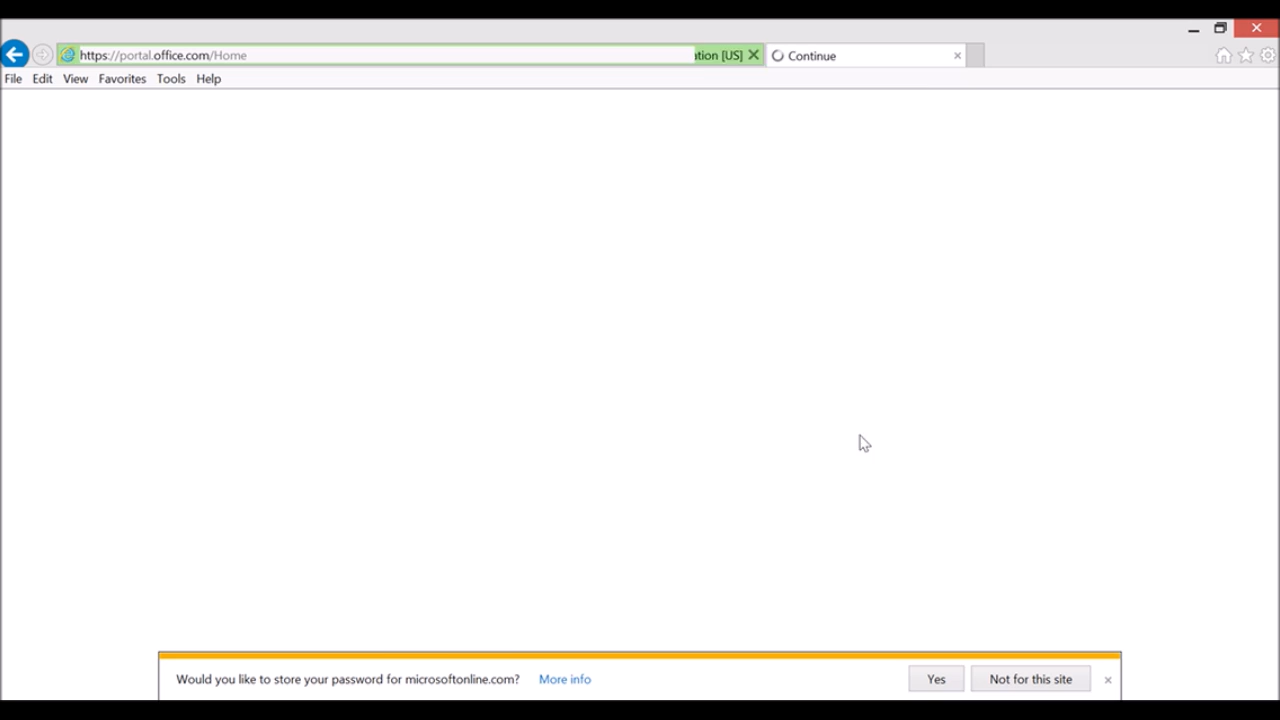 https://portal.office.com/Home
[US]
Continue
File Edit View Favorites Tools Help
Would you like to store your password for microsoftonline.com? More info Yes Not for this site